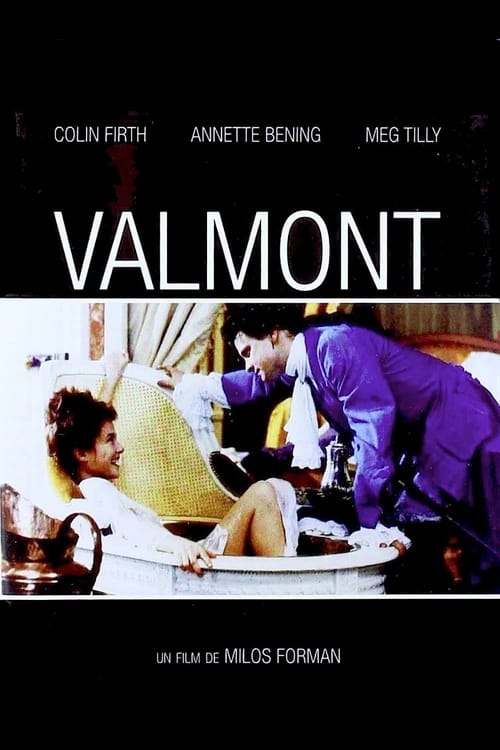 COLIN FIRTH ANNETTE BENING MEG TILLY
VALMONT
UN FILM DE MILOS FORMAN